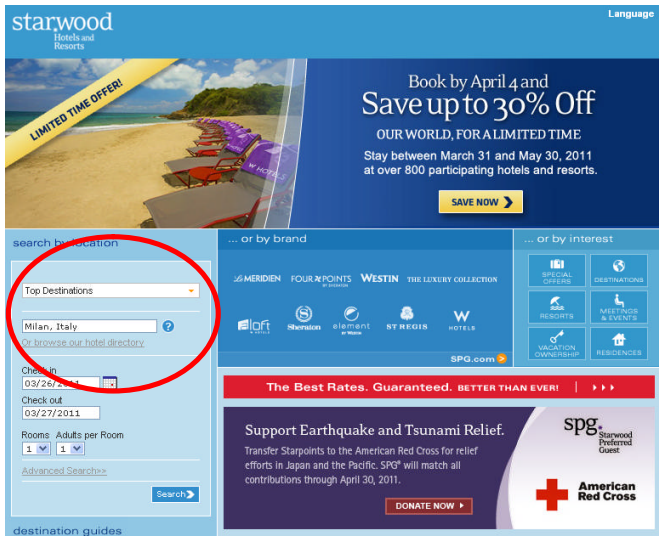 Language
starwood
Hotels and
Resorts
LIMITED TIME OFFER!
Book by April 4 and
Save up to 30% Off
OUR WORLD, FOR A LIMITED TIME
Stay between March 31 and May 30, 2011
at over 800 participating hotels and resorts.
SAVE NOW
W HOTELS
search by location
Top Destinations
Milan, Italy
?
Or browse our hotel directory
Check in
03/26/2011
Check out
03/27/2011
Rooms Adults per Room
1 1
Advanced Search>>
Search
destination guides
... or by brand
Le MERIDIEN FOUR POINTS WESTIN THE LUXURY COLLECTION
BY SHERATON
aloft Sheraton element ST REGIS W
HOTELS
BY WESTIN
HOTELS
SPG.com
... or by interest
SPECIAL
OFFERS
DESTINATIONS
RESORTS
MEETINGS
& EVENTS
VACATION
OWNERSHIP
RESIDENCES
The Best Rates. Guaranteed. BETTER THAN EVER!
Support Earthquake and Tsunami Relief.
Transfer Starpoints to the American Red Cross for relief
efforts in Japan and the Pacific. SPG® will match all
contributions through April 30, 2011.
DONATE NOW
spg.
Starwood
Preferred
Guest
American
Red Cross